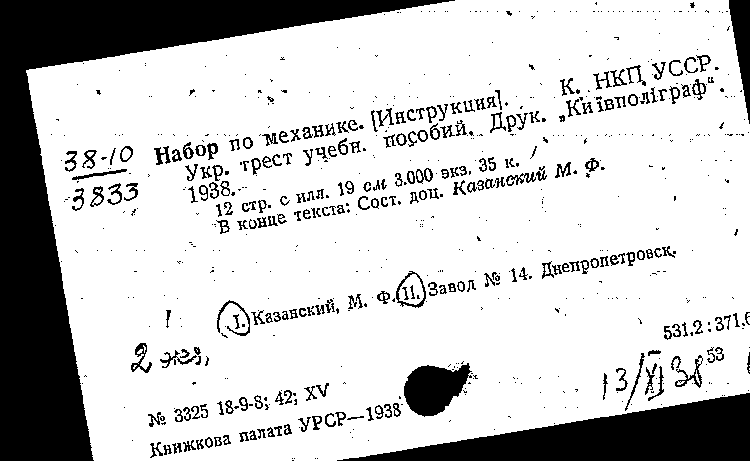 38-10
3833
Набор по механике. [Инструкция]. К. НКП УССР.
Укр. трест учебн. пособий. Друк. „Київполіграф“.
1938.
12 стр. с илл. 19 см 3.000 экз. 35 к.
В конце текста: Сост. доц. Казанский М. Ф.
I. Казанский, М. Ф. II. Завод № 14. Днепропетровск.
2 экз,
531.2 : 371.6
53
13/XI 38
№ 3325 18-9-8; 42; XV
Книжкова палата УРСР—1938